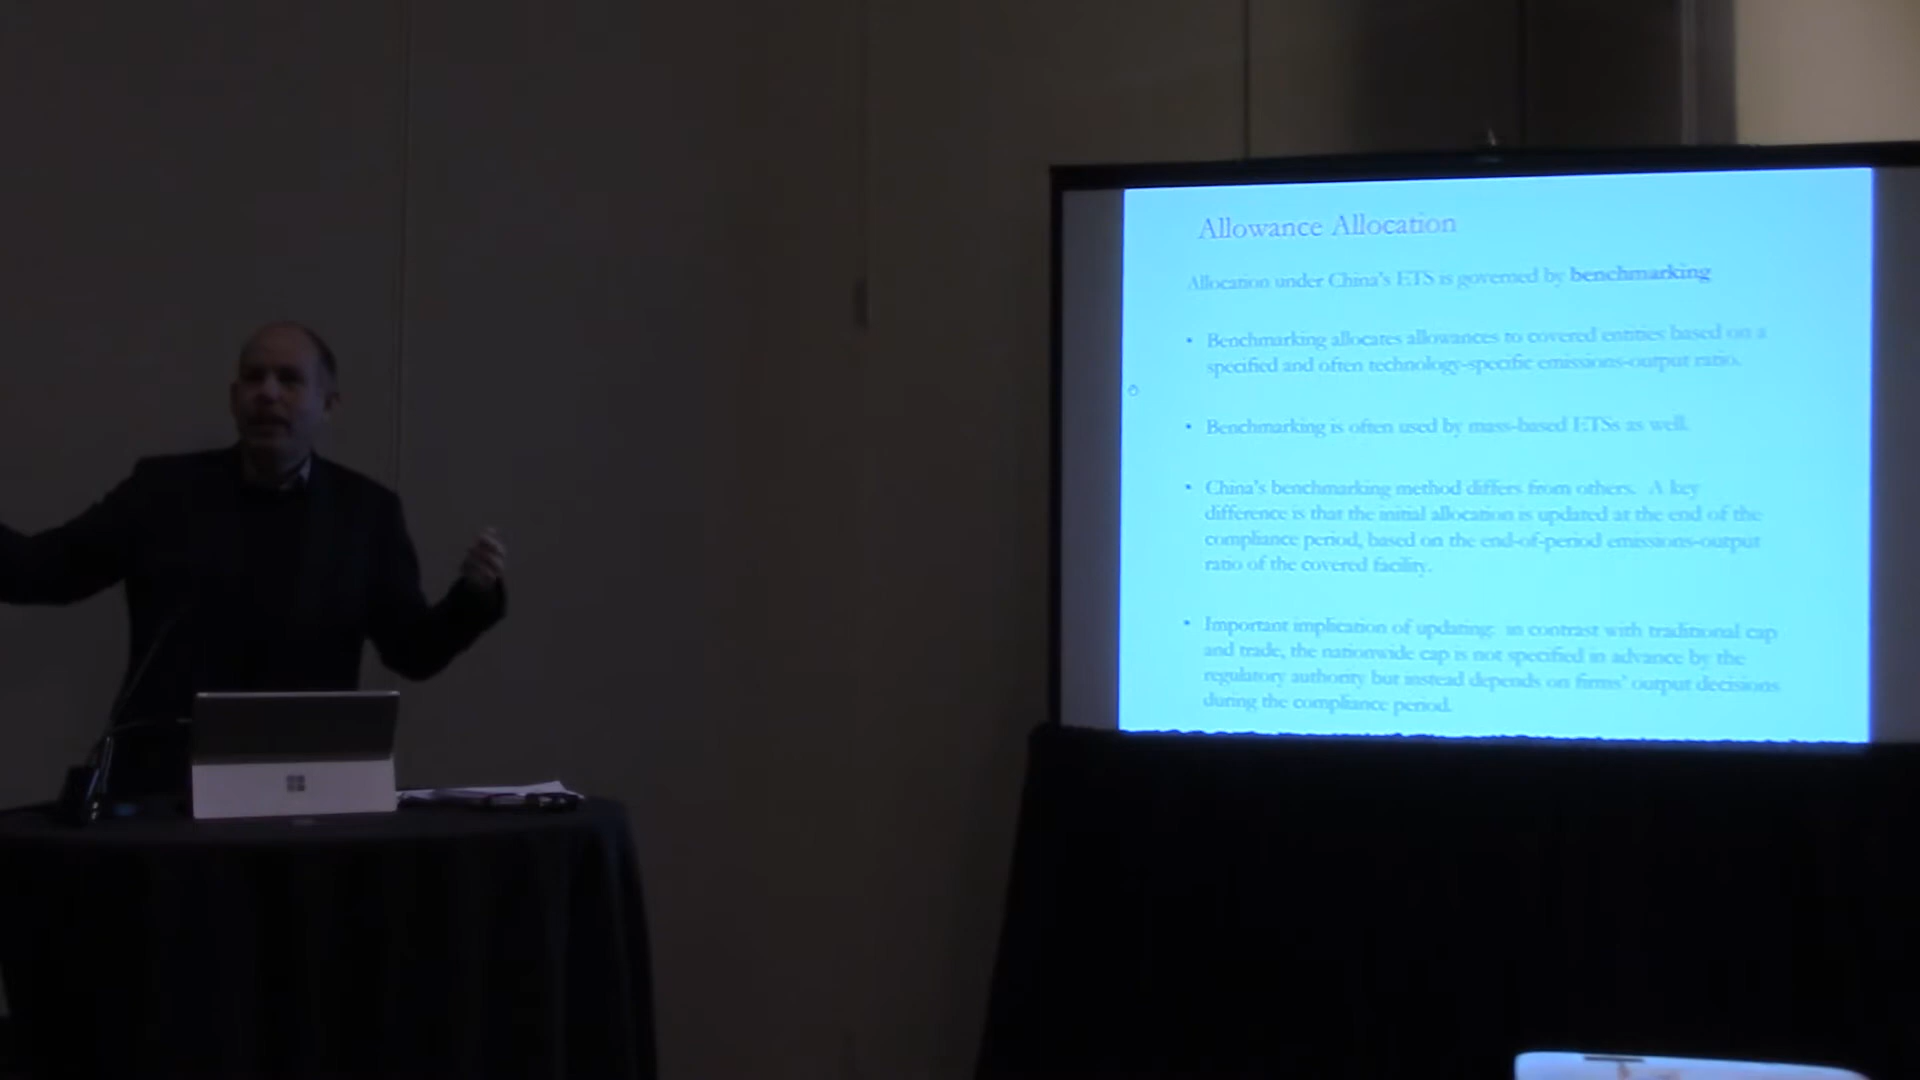 Allowance Allocation
Allocation under China's ETS is governed by benchmarking
• Benchmarking allocates allowances to covered entities based on a
specified and often technology-specific emissions-output ratio.
• Benchmarking is often used by mass-based ETSs as well.
• China's benchmarking method differs from others. A key
difference is that the initial allocation is updated at the end of the
compliance period, based on the end-of-period emissions-output
ratio of the covered facility.
• Important implication of updating: in contrast with traditional cap
and trade, the nationwide cap is not specified in advance by the
regulatory authority but instead depends on firms' output decisions
during the compliance period.